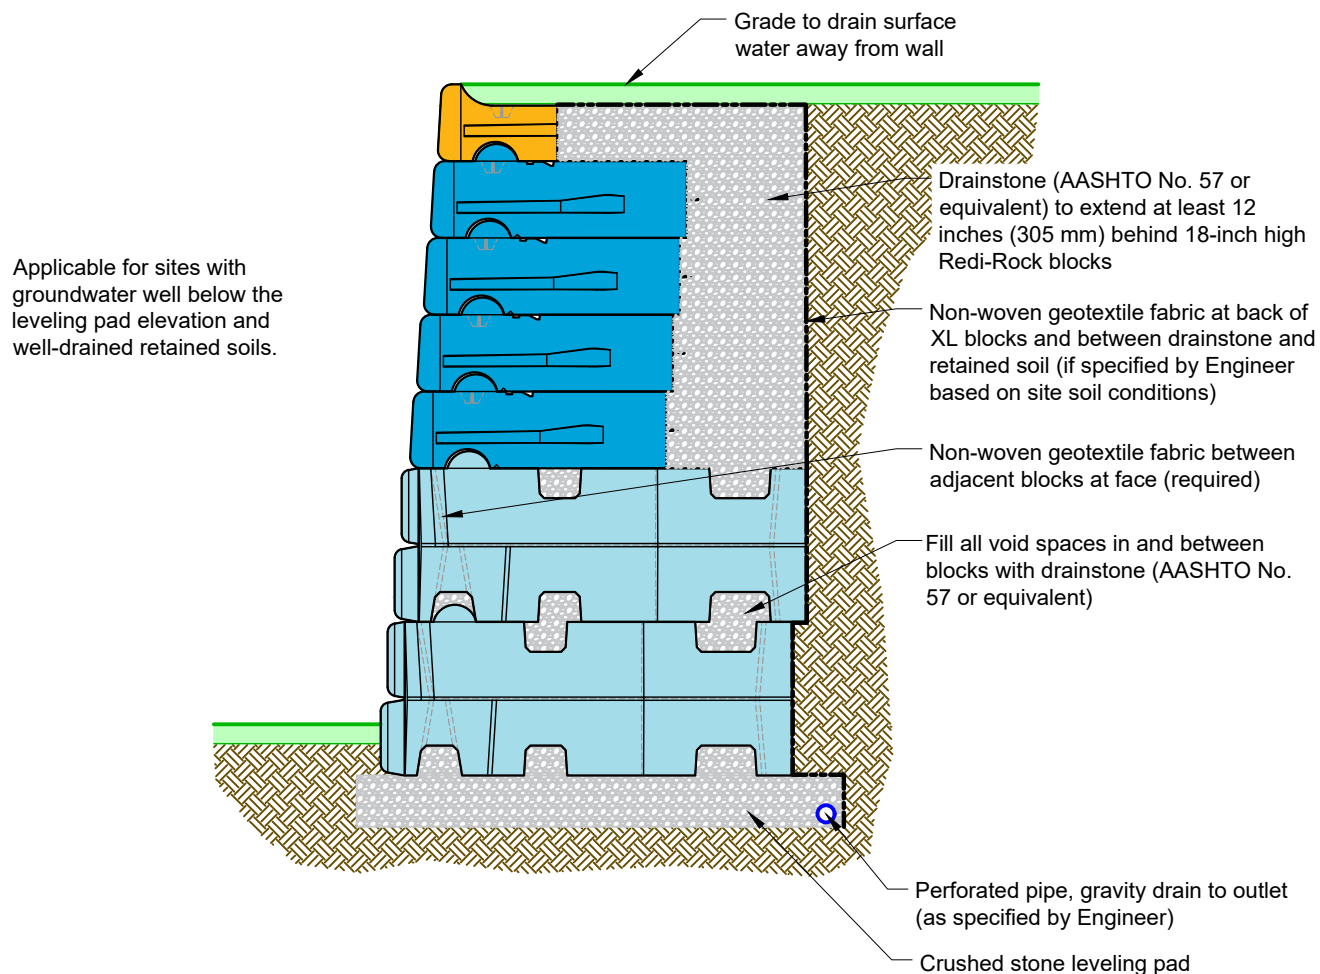 Grade to drain surface
water away from wall
Drainstone (AASHTO No. 57 or
equivalent) to extend at least 12
inches (305 mm) behind 18-inch high
Redi-Rock blocks
Applicable for sites with
groundwater well below the
leveling pad elevation and
well-drained retained soils.
Non-woven geotextile fabric at back of
XL blocks and between drainstone and
retained soil (if specified by Engineer
based on site soil conditions)
Non-woven geotextile fabric between
adjacent blocks at face (required)
Fill all void spaces in and between
blocks with drainstone (AASHTO No.
57 or equivalent)
Perforated pipe, gravity drain to outlet
(as specified by Engineer)
Crushed stone leveling pad